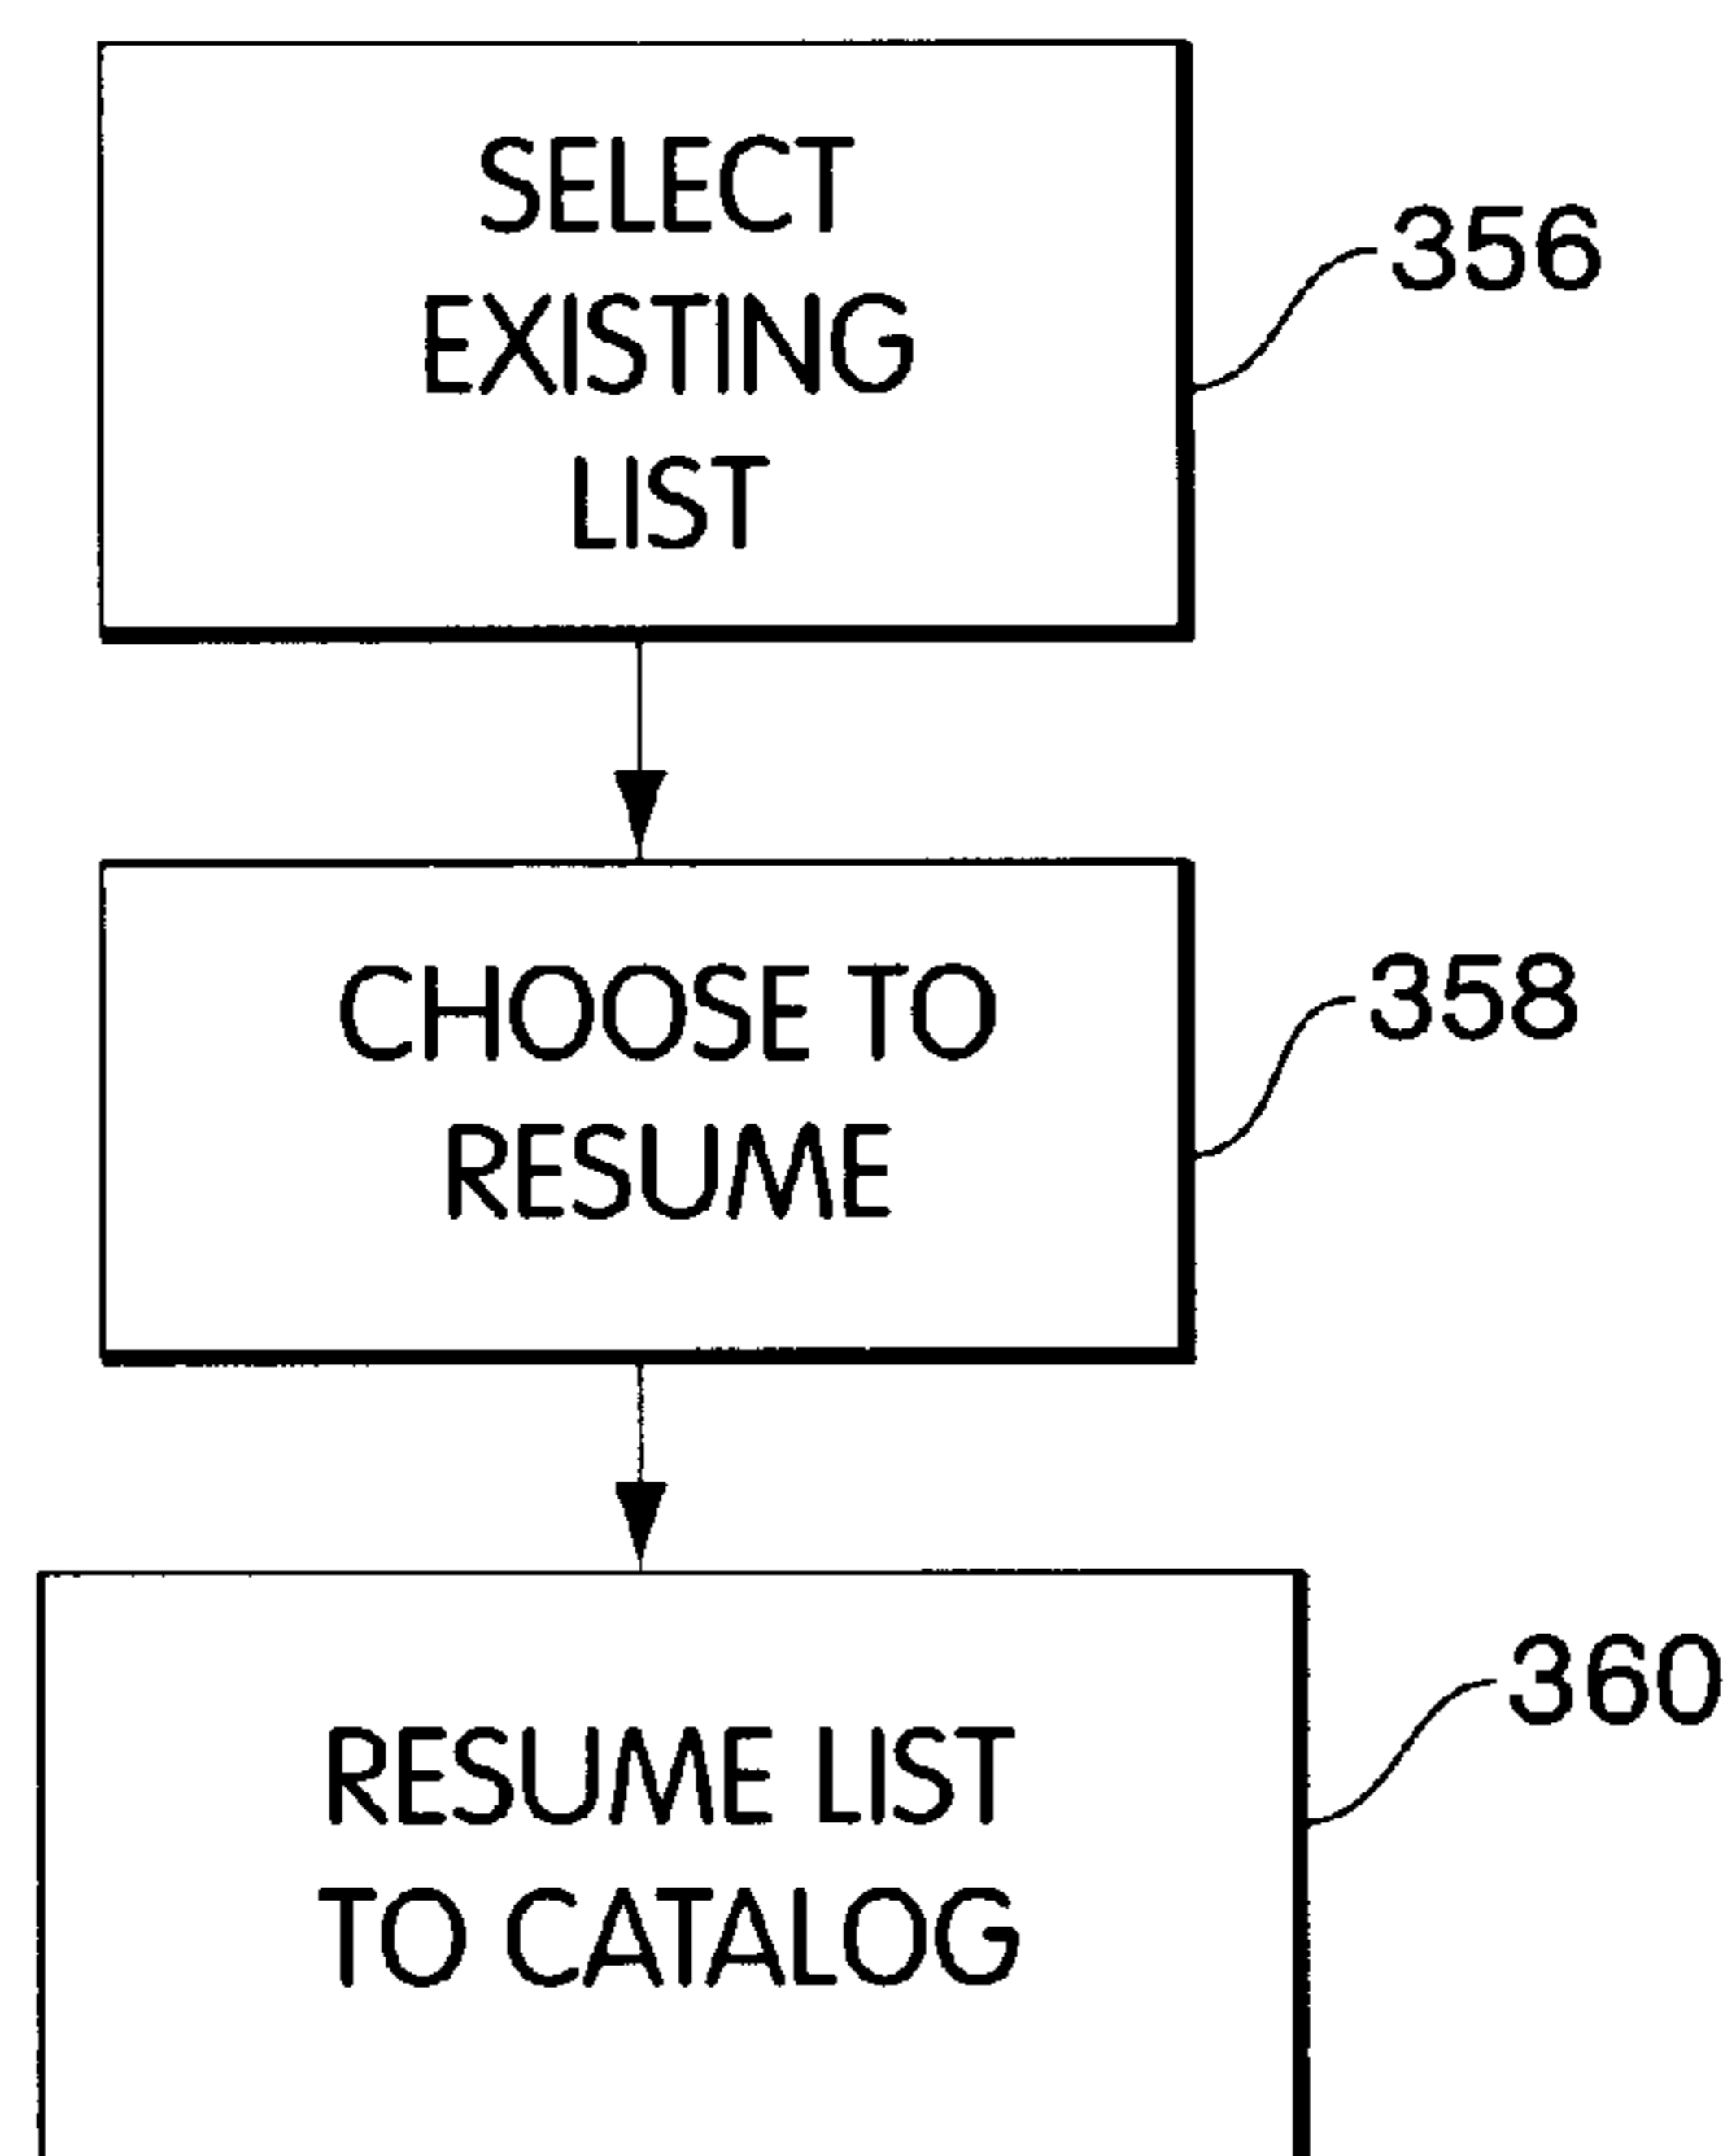 SELECT
EXISTING
LIST
356
CHOOSE TO
RESUME
358
RESUME LIST
TO CATALOG
360